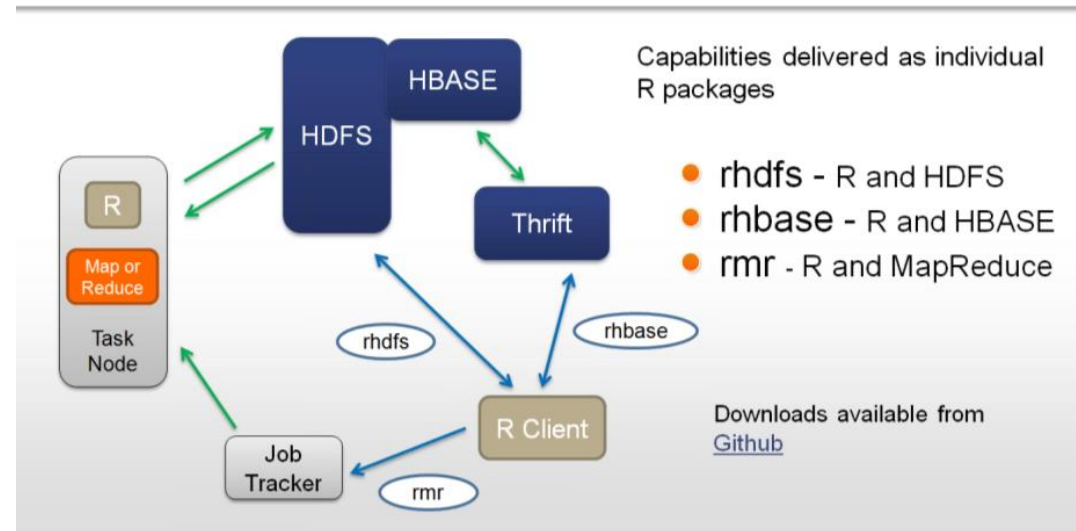 HBASE
HDFS
Capabilities delivered as individual
R packages
R
Map or
Reduce
Task
Node
Thrift
rhdfs - R and HDFS
rhbase - R and HBASE
rmr - R and MapReduce
rhdfs
rhbase
R Client
Downloads available from
Github
Job
Tracker
rmr